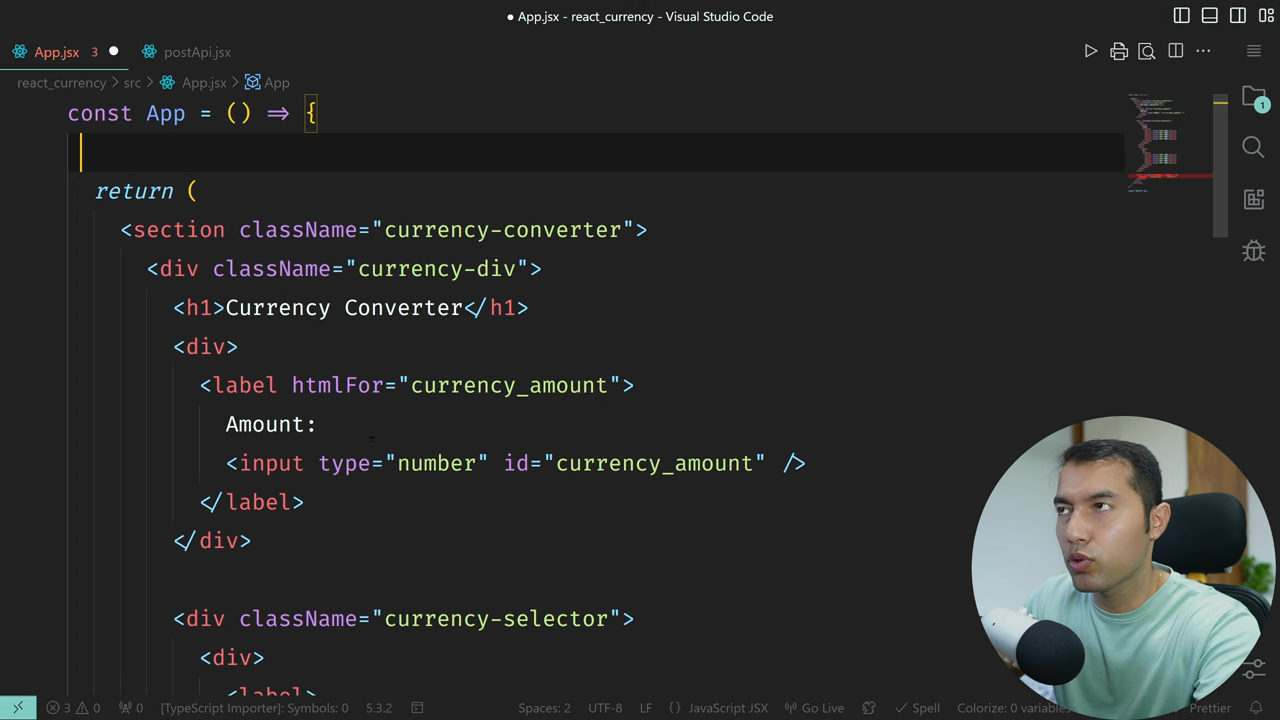 App.jsx - react_currency - Visual Studio Code
App.jsx 3 postApi.jsx
react_currency > src > App.jsx > App
1
const App = () => {
return (
<section className="currency-converter">
<div className="currency-div">
<h1>Currency Converter</h1>
<div>
<label htmlFor="currency_amount">
Amount:
<input type="number" id="currency_amount" />
</label>
</div>
<div className="currency-selector">
<div>
<label>
3 0 0 [TypeScript Importer]: Symbols: 0 5.3.2 Spaces: 2 UTF-8 LF {} JavaScript JSX Go Live Spell Colorize: 0 variables Prettier